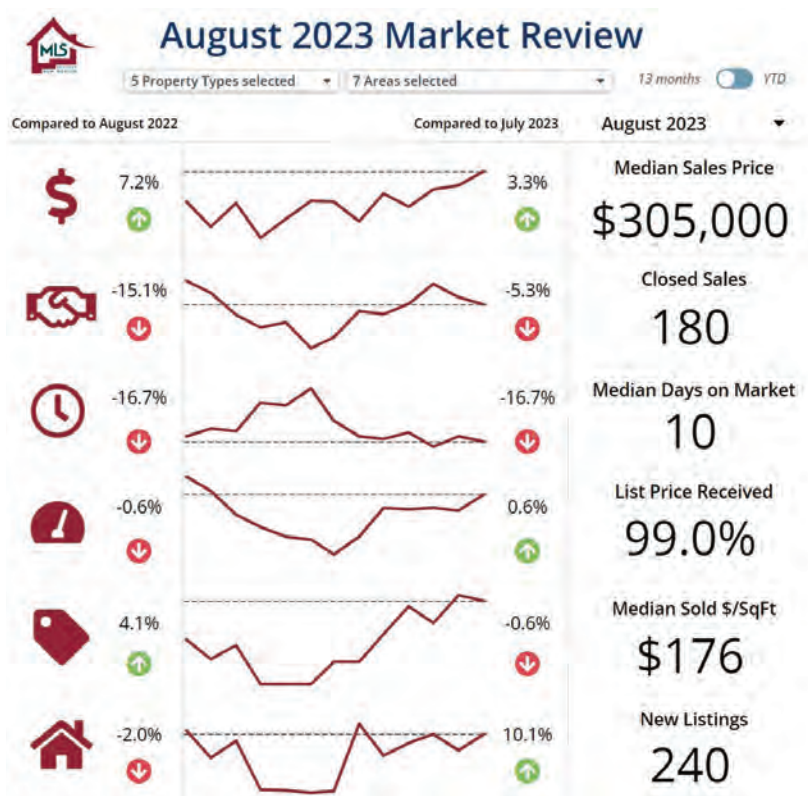 MLS
August 2023 Market Review
5 Property Types selected
7 Areas selected
13 months
YTD
Compared to August 2022
Compared to July 2023
August 2023
7.2%
3.3%
Median Sales Price
$305,000
-15.1%
-5.3%
Closed Sales
180
-16.7%
-16.7%
Median Days on Market
10
-0.6%
0.6%
List Price Received
99.0%
4.1%
-0.6%
Median Sold $/SqFt
$176
-2.0%
10.1%
New Listings
240